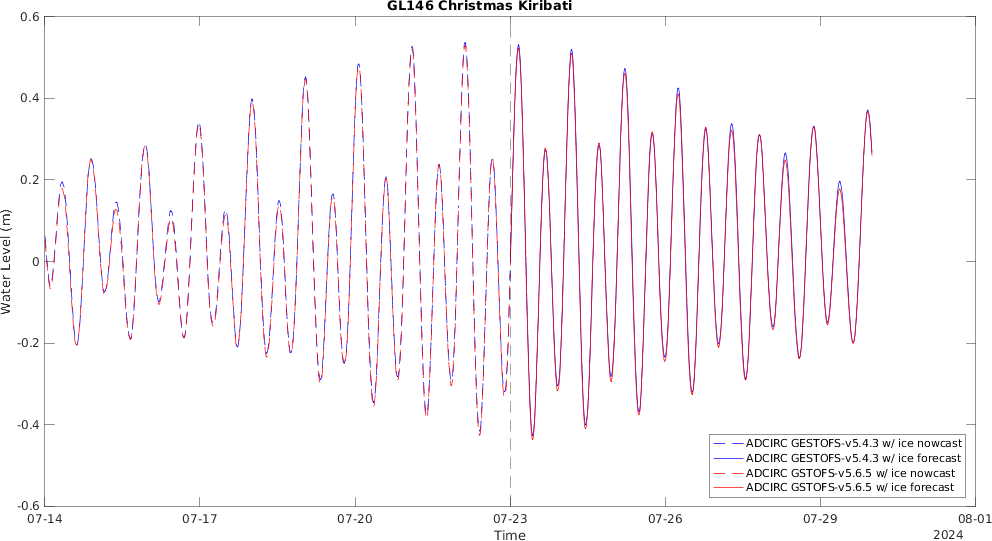 GL146 Christmas Kiribati
0.6
0.4
0.2
0
-0.2
-0.4
-0.6
Water Level (m)
ADCIRC GESTOFS-v5.4.3 w/ ice nowcast
ADCIRC GESTOFS-v5.4.3 w/ ice forecast
ADCIRC GSTOFS-v5.6.5 w/ ice nowcast
ADCIRC GSTOFS-v5.6.5 w/ ice forecast
07-14 07-17 07-20 07-23 07-26 07-29 08-01
Time
2024